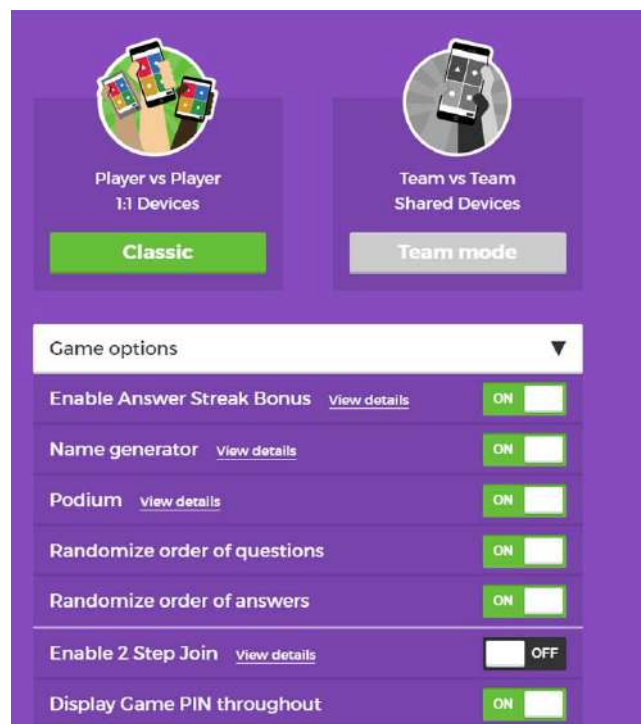 Player vs Player
1:1 Devices
Classic
Team vs Team
Shared Devices
Team mode
Game options ▼
Enable Answer Streak Bonus View details ON
Name generator View details ON
Podium View details ON
Randomize order of questions ON
Randomize order of answers ON
Enable 2 Step Join View details OFF
Display Game PIN throughout ON